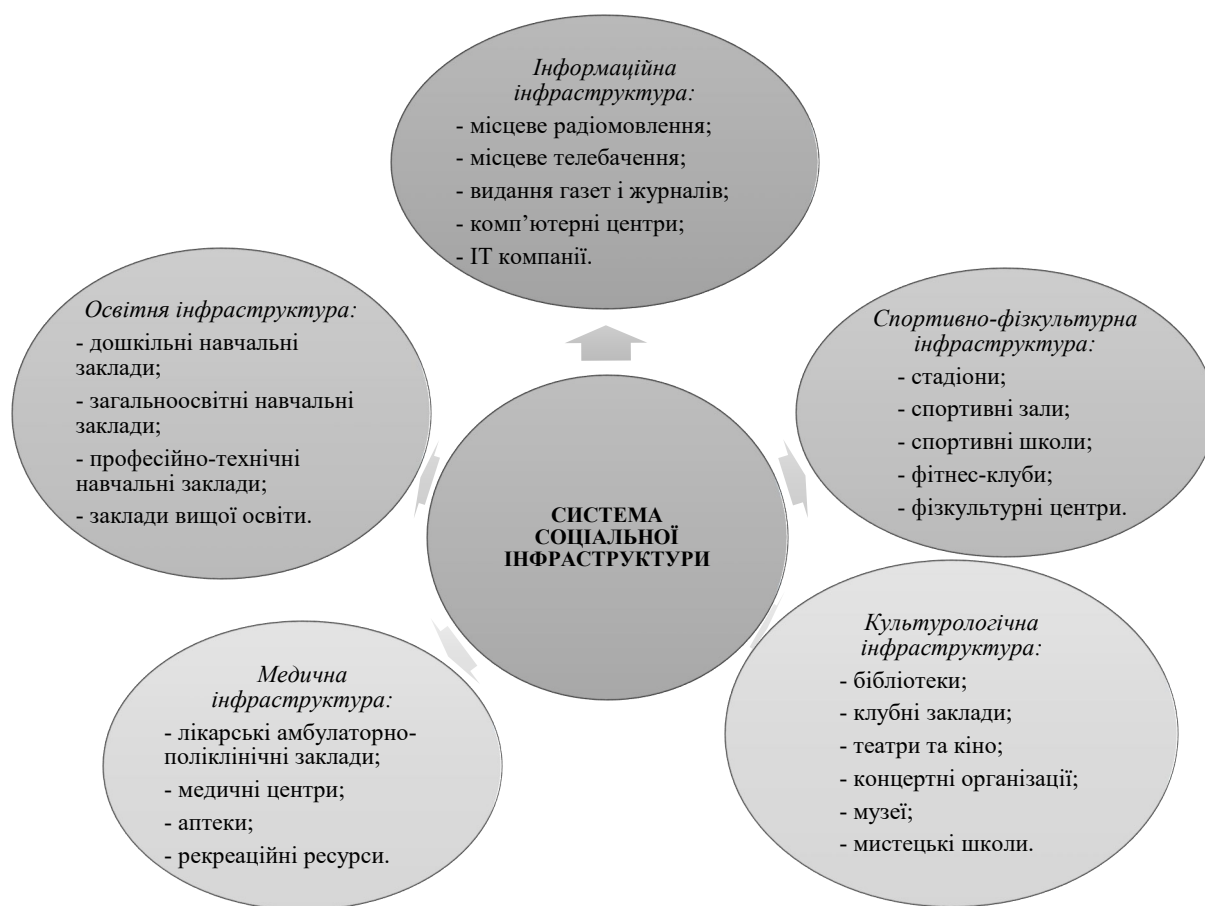 Інформаційна
інфраструктура:
- місцеве радіомовлення;
- місцеве телебачення;
- видання газет і журналів;
- комп’ютерні центри;
- ІТ компанії.
Освітня інфраструктура:
- дошкільні навчальні
заклади;
- загальноосвітні навчальні
заклади;
- професійно-технічні
навчальні заклади;
- заклади вищої освіти.
Спортивно-фізкультурна
інфраструктура:
- стадіони;
- спортивні зали;
- спортивні школи;
- фітнес-клуби;
- фізкультурні центри.
СИСТЕМА
СОЦІАЛЬНОЇ
ІНФРАСТРУКТУРИ
Медична
інфраструктура:
- лікарські амбулаторно-
поліклінічні заклади;
- медичні центри;
- аптеки;
- рекреаційні ресурси.
Культурологічна
інфраструктура:
- бібліотеки;
- клубні заклади;
- театри та кіно;
- концертні організації;
- музеї;
- мистецькі школи.